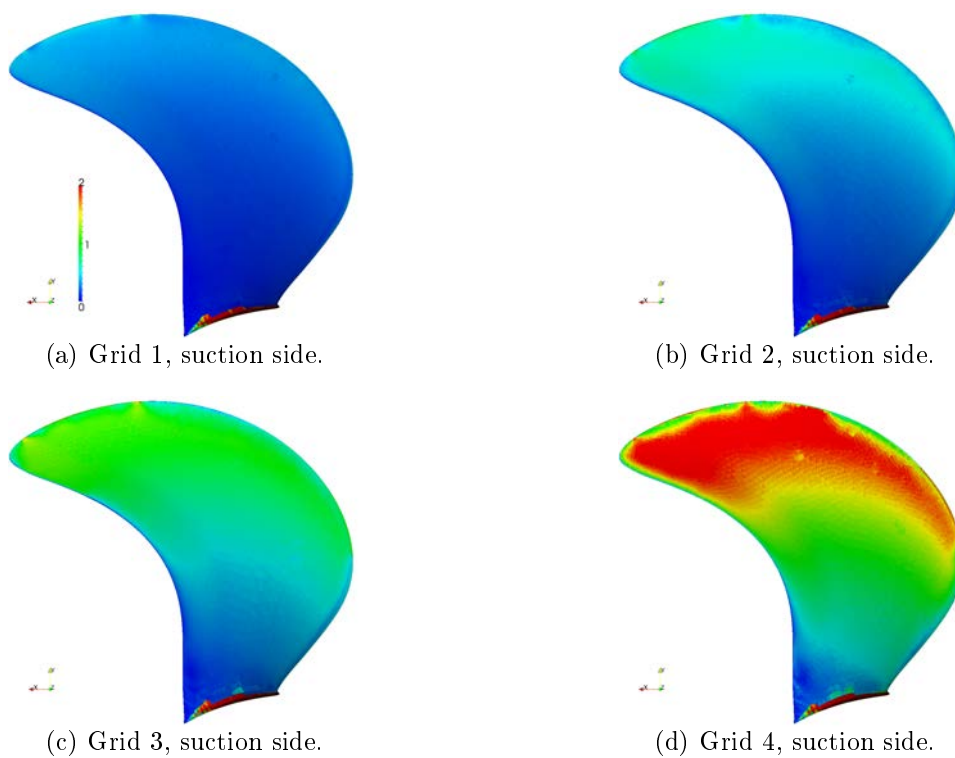 2
1
0
Y
X Z
(a) Grid 1, suction side.
(b) Grid 2, suction side.
Y
X Z
Y
X Z
(c) Grid 3, suction side.
(d) Grid 4, suction side.